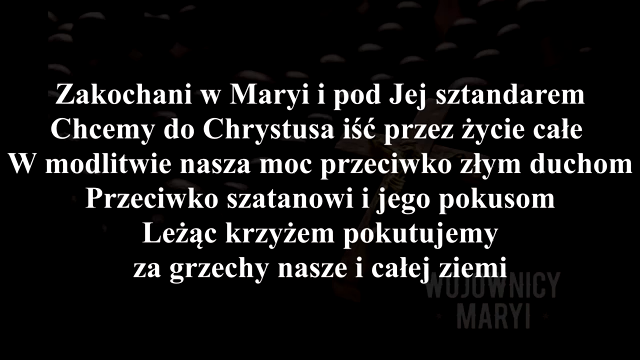 Zakochani w Maryi i pod Jej sztandarem
Chcemy do Chrystusa iść przez życie całe
W modlitwie nasza moc przeciwko złym duchom
Przeciwko szatanowi i jego pokusom
Leżąc krzyżem pokutujemy
za grzechy nasze i całej ziemi
WOJOWNICY
MARYI